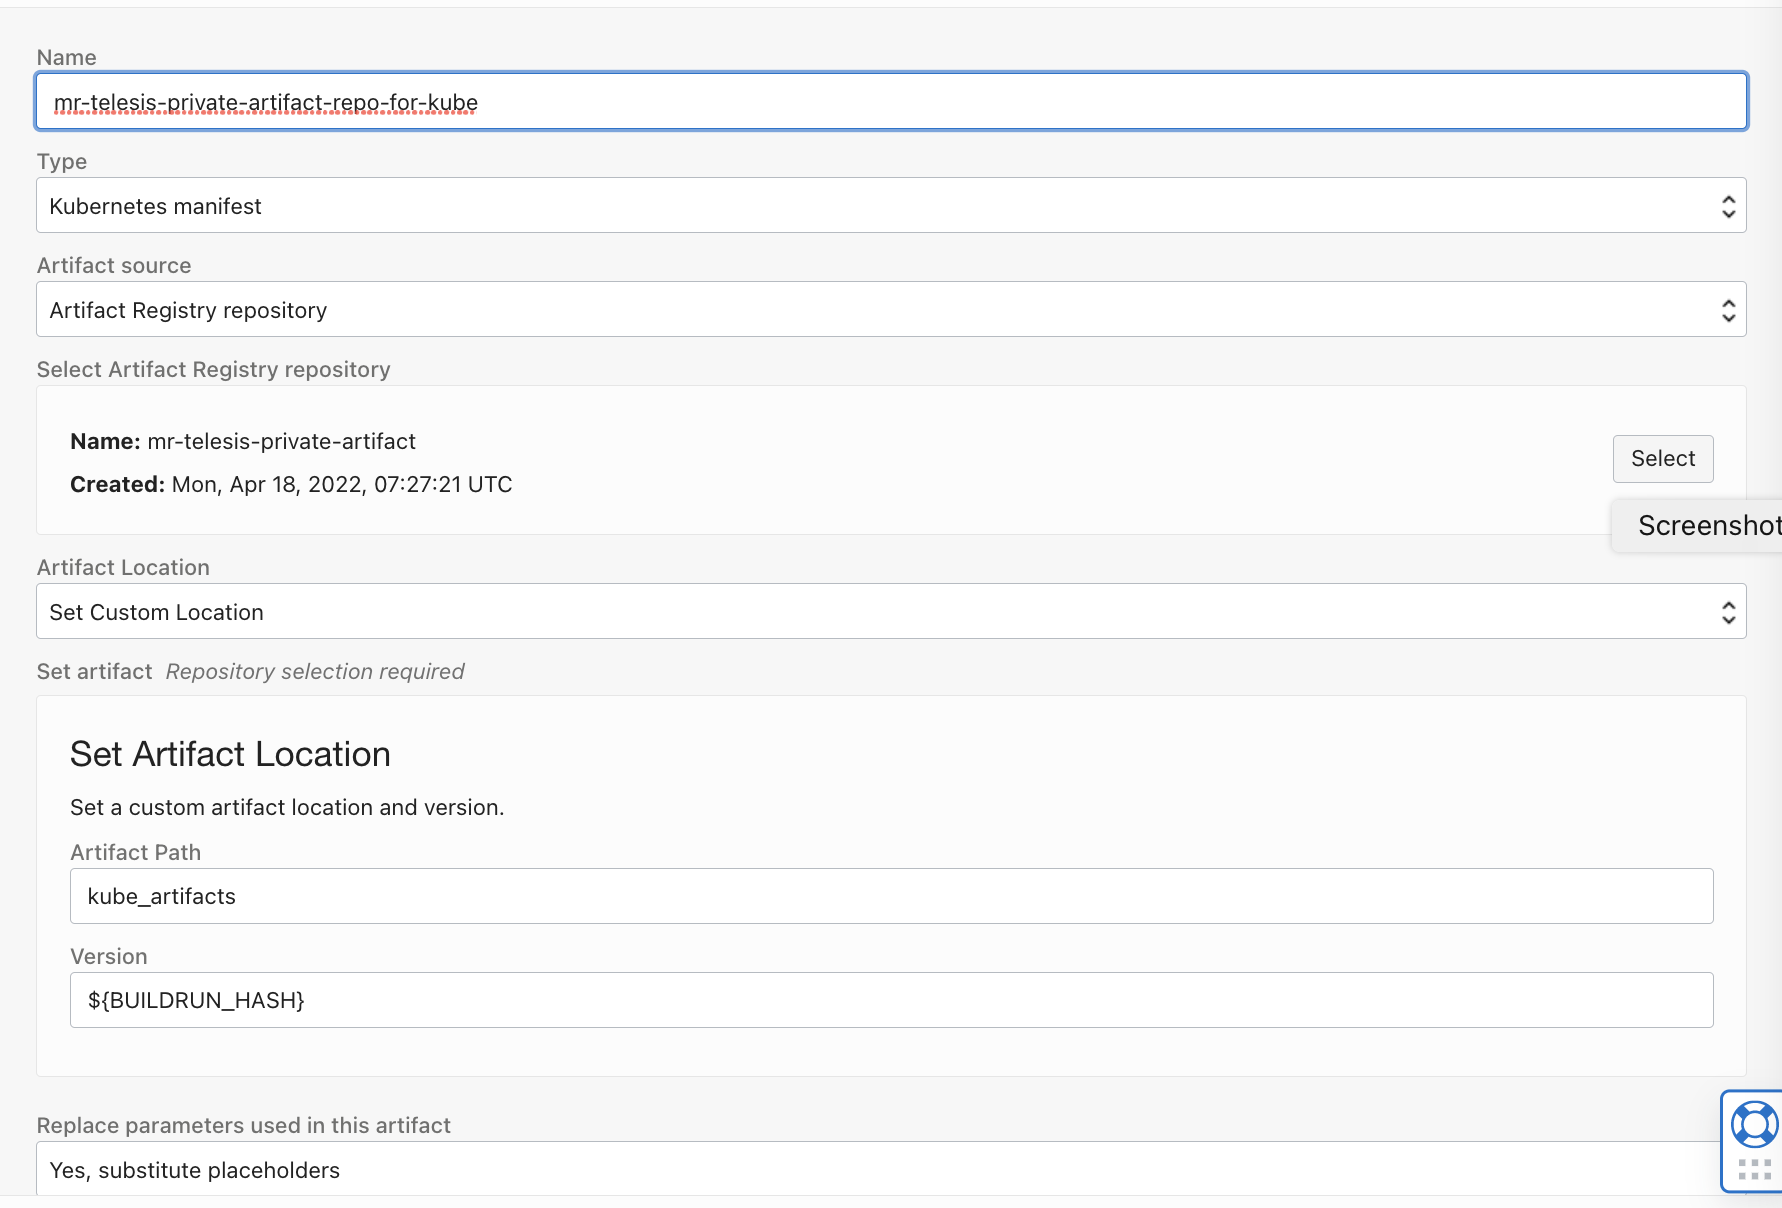 Name
mr-telesis-private-artifact-repo-for-kube
Type
Kubernetes manifest
Artifact source
Artifact Registry repository
Select Artifact Registry repository
Name: mr-telesis-private-artifact
Select
Created: Mon, Apr 18, 2022, 07:27:21 UTC
Screenshot
Artifact Location
Set Custom Location
Set artifact Repository selection required
Set Artifact Location
Set a custom artifact location and version.
Artifact Path
kube_artifacts
Version
${BUILDRUN_HASH}
Replace parameters used in this artifact
Yes, substitute placeholders